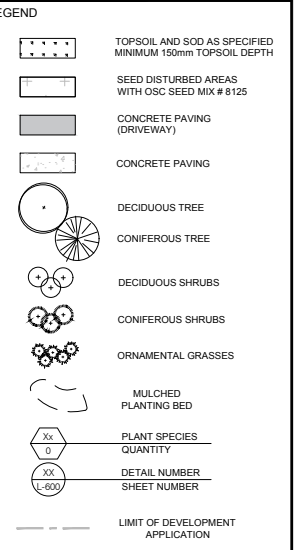 EGEND
TOPSOIL AND SOD AS SPECIFIED
MINIMUM 150mm TOPSOIL DEPTH
SEED DISTURBED AREAS
WITH OSC SEED MIX # 8125
CONCRETE PAVING
(DRIVEWAY)
CONCRETE PAVING
DECIDUOUS TREE
CONIFEROUS TREE
DECIDUOUS SHRUBS
CONIFEROUS SHRUBS
ORNAMENTAL GRASSES
MULCHED
PLANTING BED
Xx PLANT SPECIES
0 QUANTITY
XX DETAIL NUMBER
L-600 SHEET NUMBER
LIMIT OF DEVELOPMENT
APPLICATION